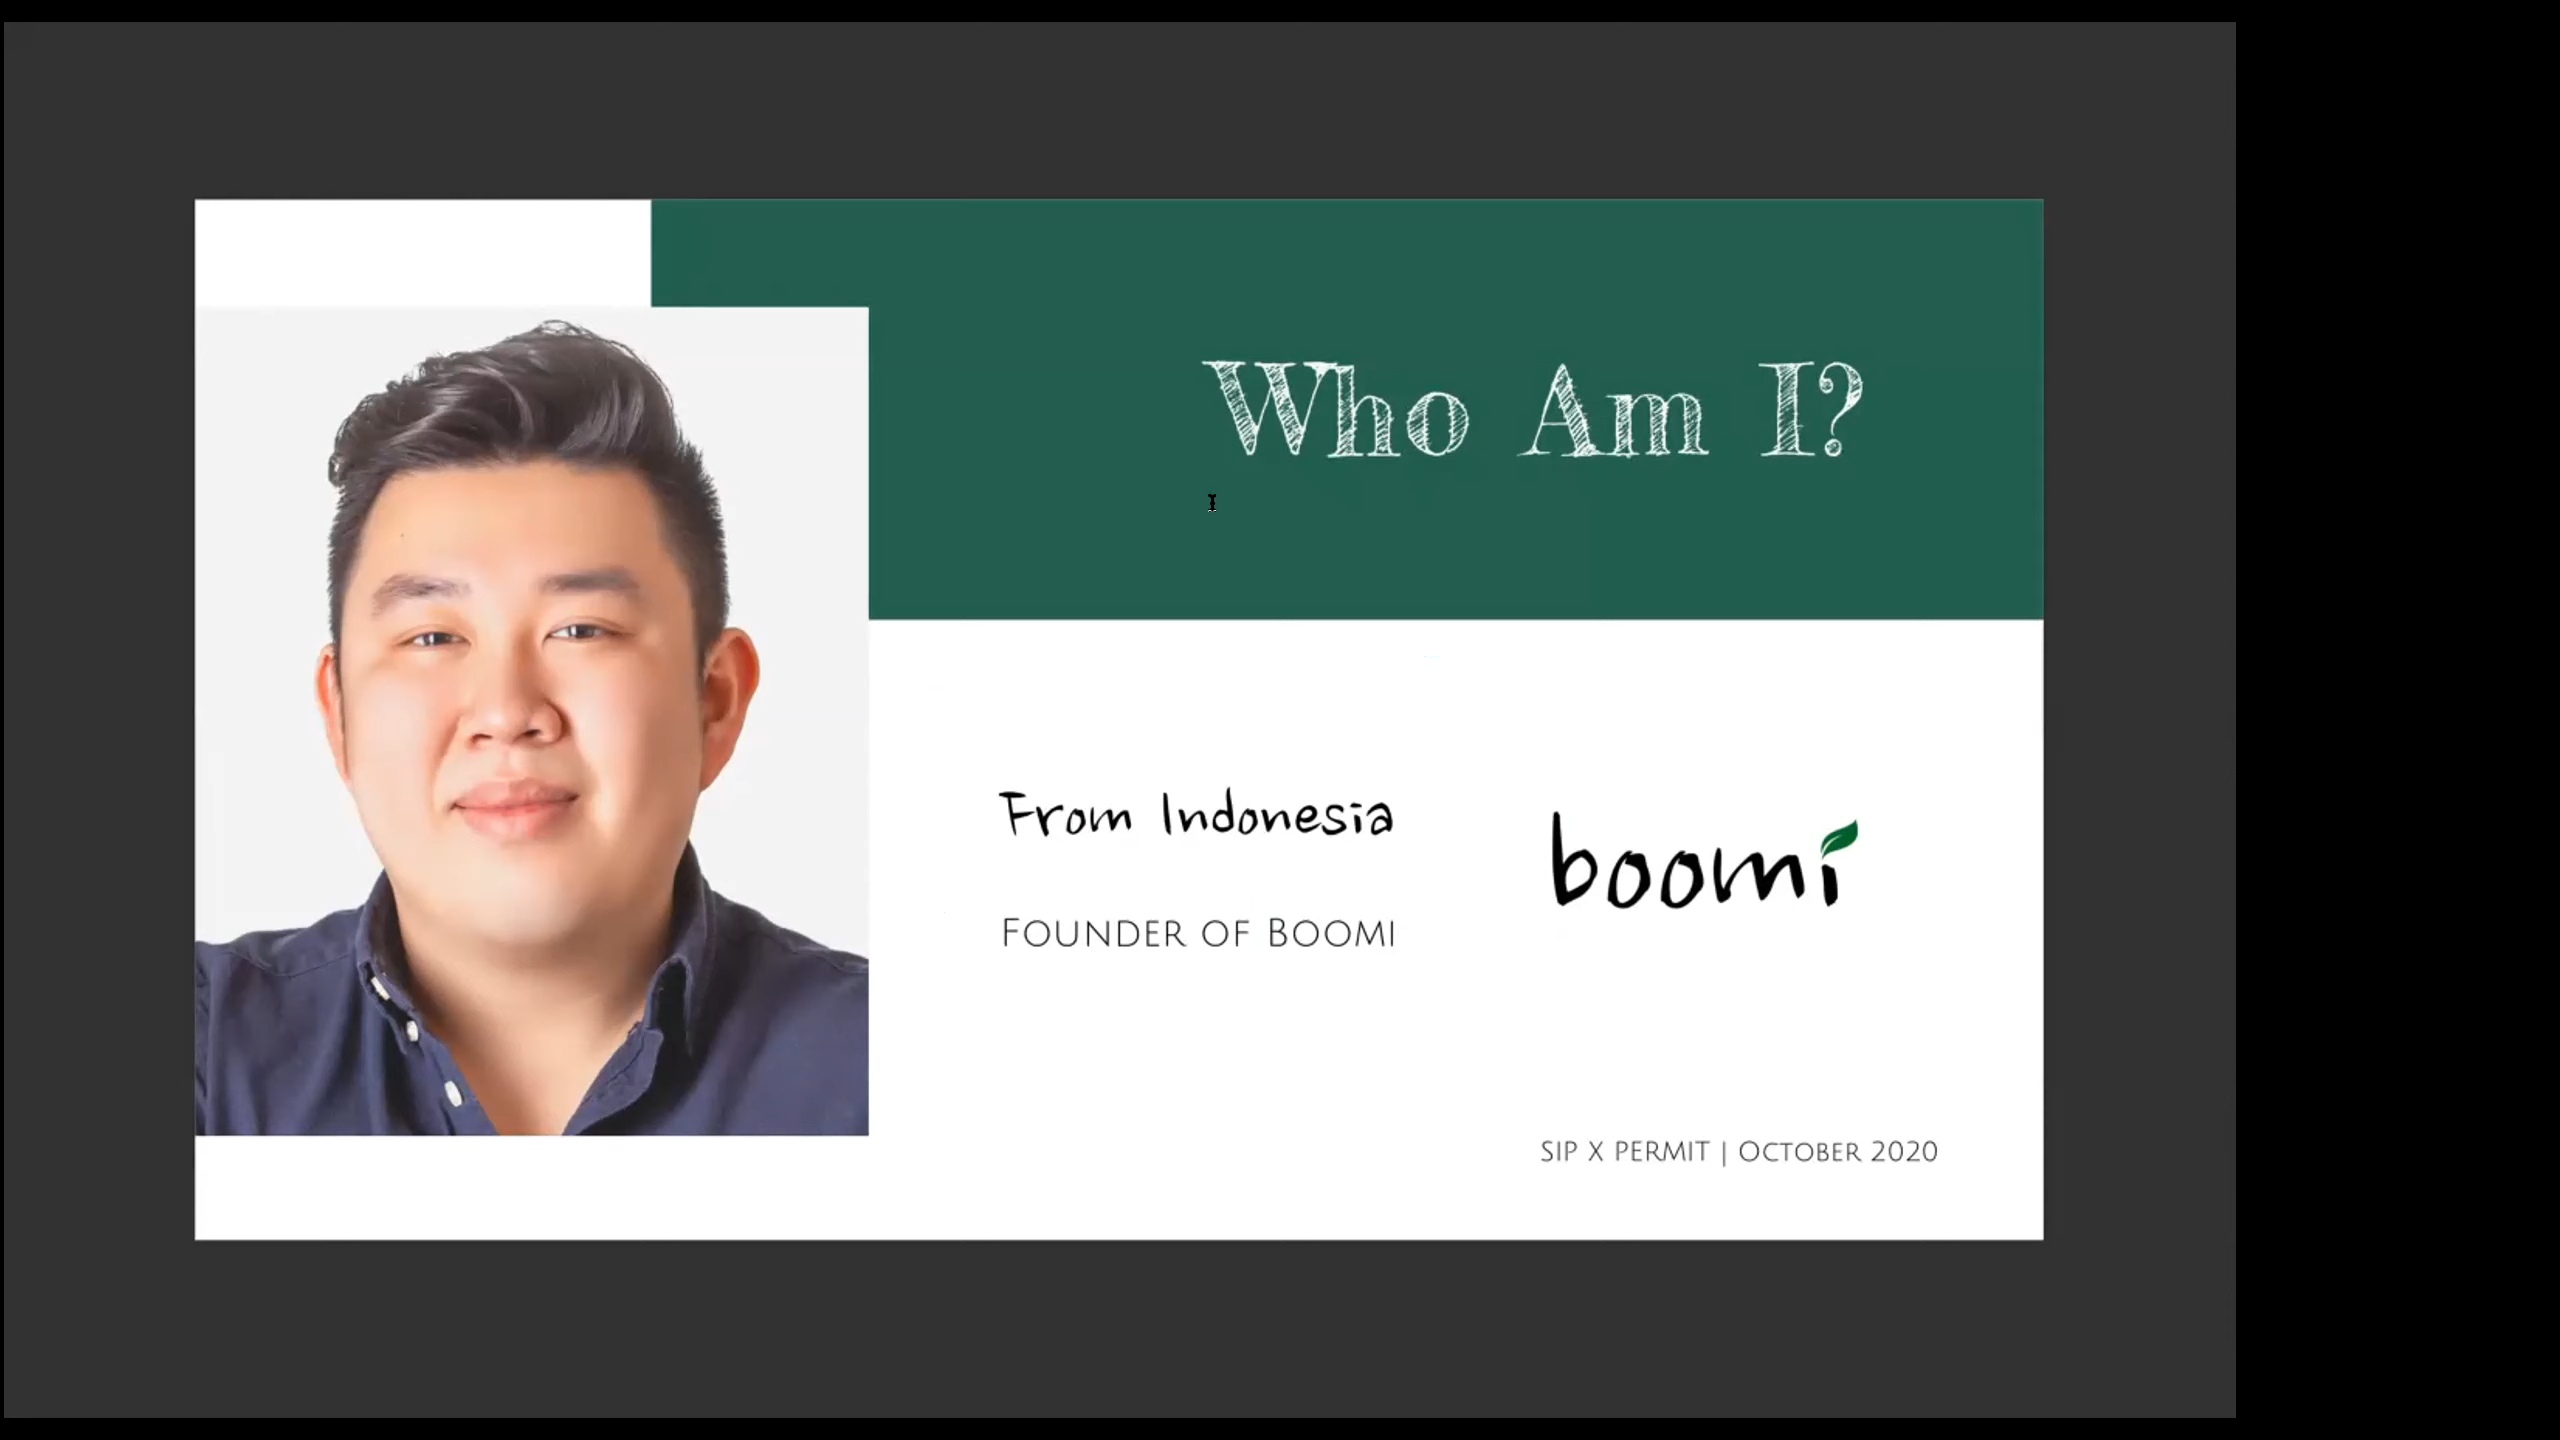 Who Am I?
From Indonesia
FOUNDER OF BOOMI
boomi
SIP X PERMIT | OCTOBER 2020